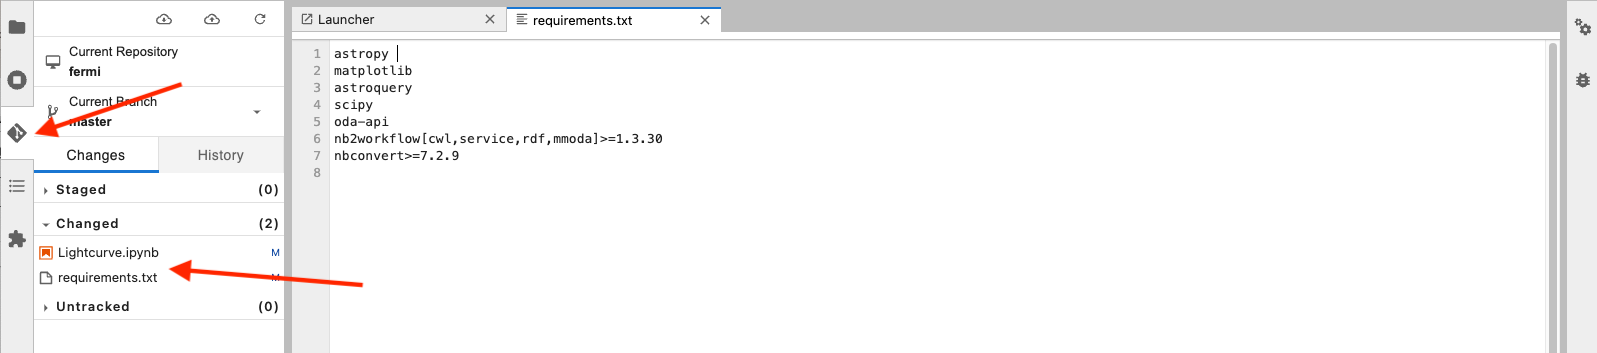 Current Repository
fermi
Current Branch
master
Changes
History
Staged (0)
Changed (2)
Lightcurve.ipynb M
requirements.txt M
Untracked (0)
Launcher
requirements.txt
1 astropy
2 matplotlib
3 astroquery
4 scipy
5 oda-api
6 nb2workflow[cwl,service,rdf,mmoda]>=1.3.30
7 nbconvert>=7.2.9
8